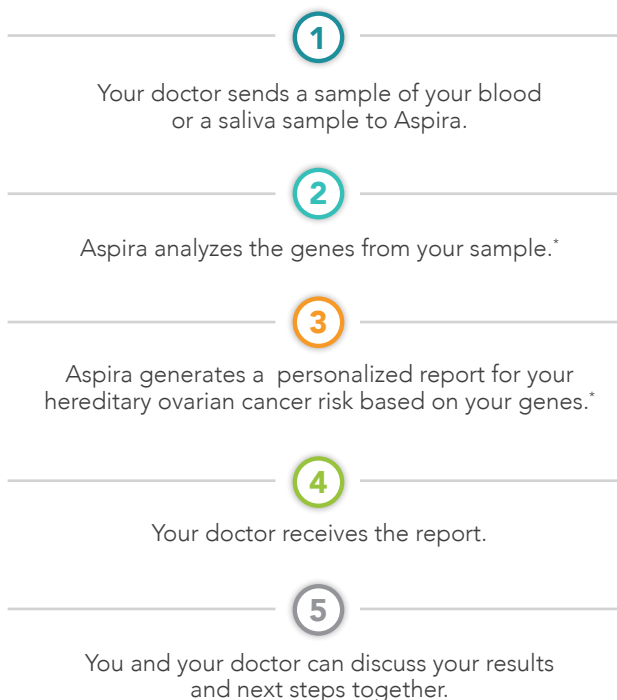 1
Your doctor sends a sample of your blood
or a saliva sample to Aspira.
2
Aspira analyzes the genes from your sample.*
3
Aspira generates a  personalized report for your
hereditary ovarian cancer risk based on your genes.*
4
Your doctor receives the report.
5
You and your doctor can discuss your results
and next steps together.